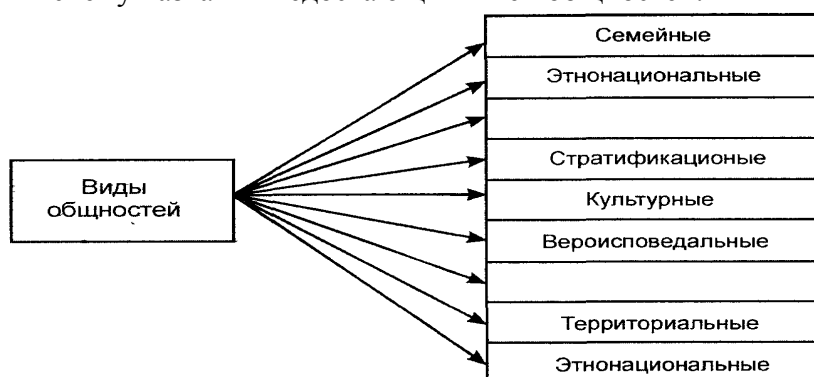 Семейные
Этнонациональные
Виды
общностей
Стратификационые
Культурные
Вероисповедальные
Территориальные
Этнонациональные